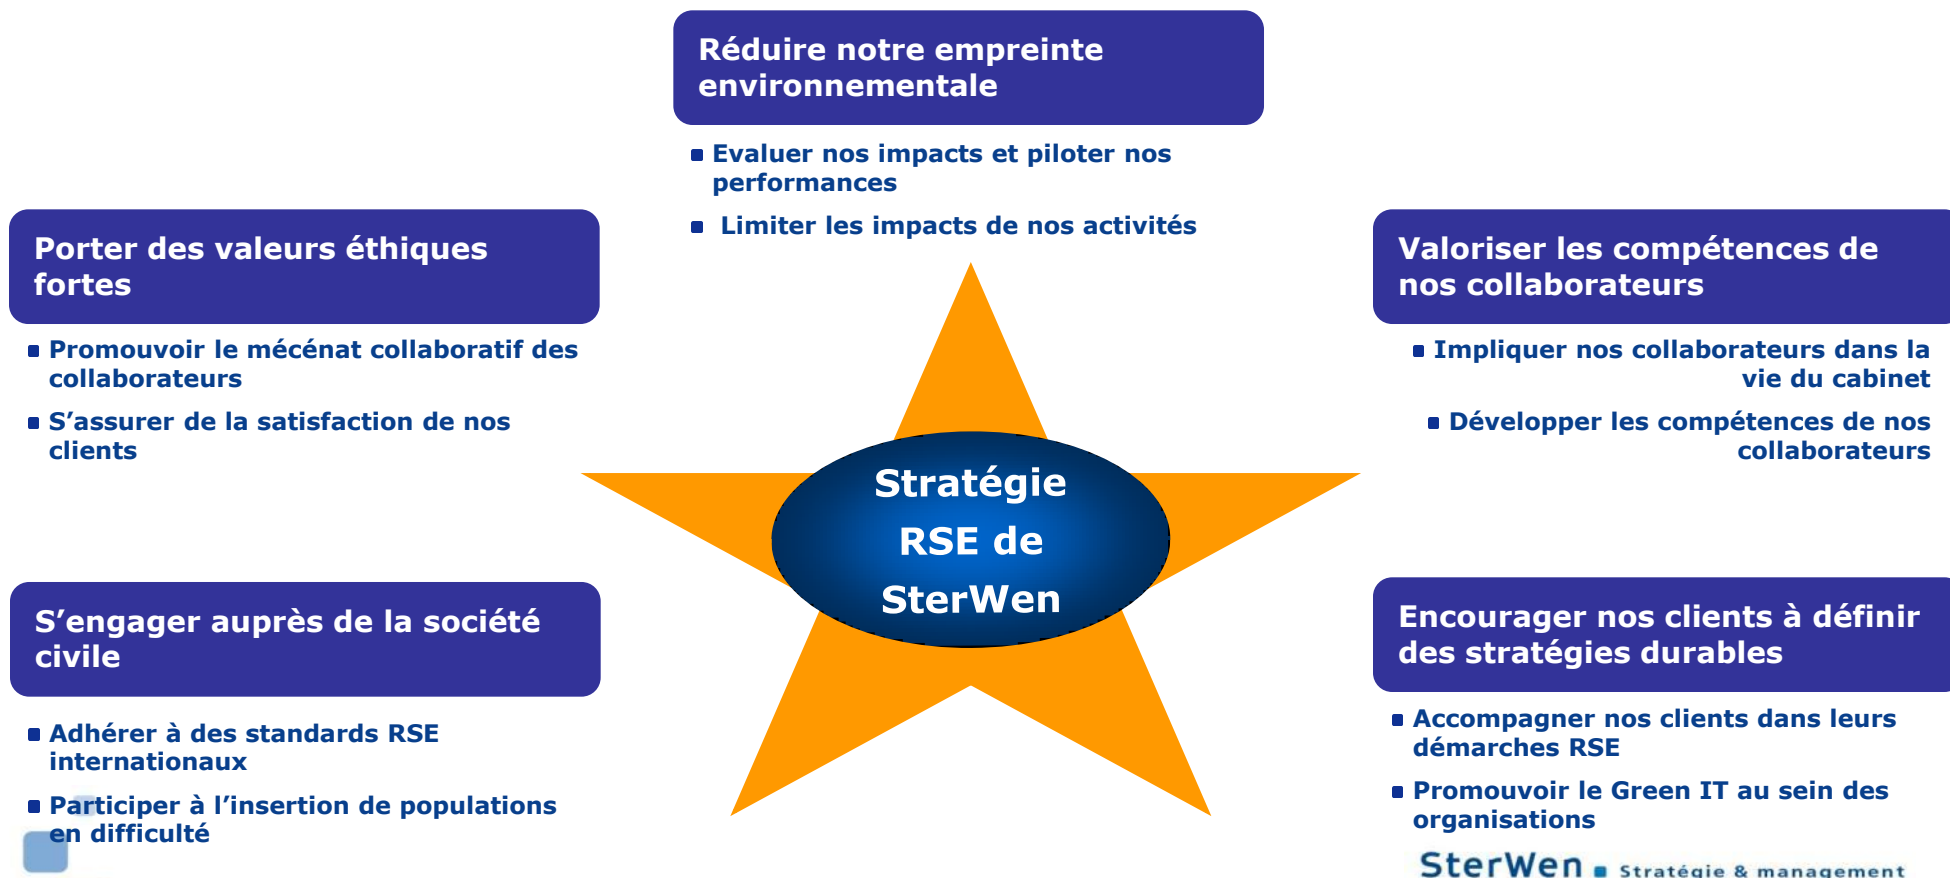 Réduire notre empreinte
environnementale
Evaluer nos impacts et piloter nos
performances
Limiter les impacts de nos activités
Porter des valeurs éthiques
fortes
Promouvoir le mécénat collaboratif des
collaborateurs
S’assurer de la satisfaction de nos
clients
Valoriser les compétences de
nos collaborateurs
Impliquer nos collaborateurs dans la
vie du cabinet
Développer les compétences de nos
collaborateurs
Stratégie
RSE de
SterWen
S’engager auprès de la société
civile
Adhérer à des standards RSE
internationaux
Participer à l’insertion de populations
en difficulté
Encourager nos clients à définir
des stratégies durables
Accompagner nos clients dans leurs
démarches RSE
Promouvoir le Green IT au sein des
organisations
SterWen Stratégie & management